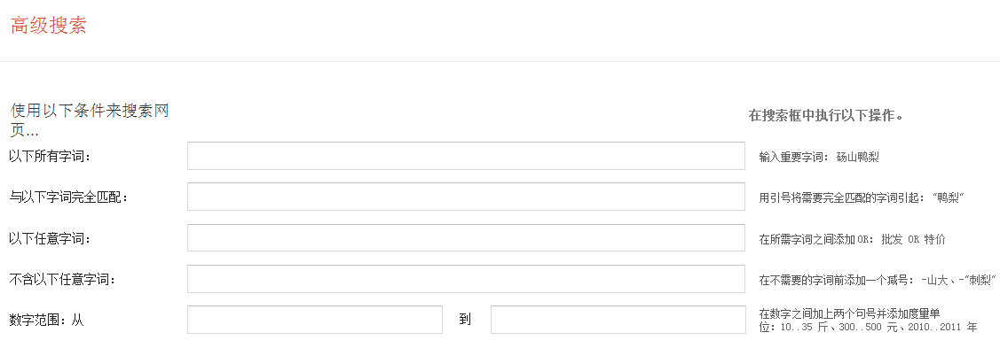 高级搜索
使用以下条件来搜索网
页...
在搜索框中执行以下操作。
以下所有字词：
输入重要字词： 砀山鸭梨
与以下字词完全匹配：
用引号将需要完全匹配的字词引起： "鸭梨"
以下任意字词：
在所需字词之间添加 OR： 批发 OR 特价
不含以下任意字词：
在不需要的字词前添加一个减号： -山大、-"刺梨"
数字范围：从
到
在数字之间加上两个句号并添加度量单
位：10..35 斤、300..500 元、2010..2011 年